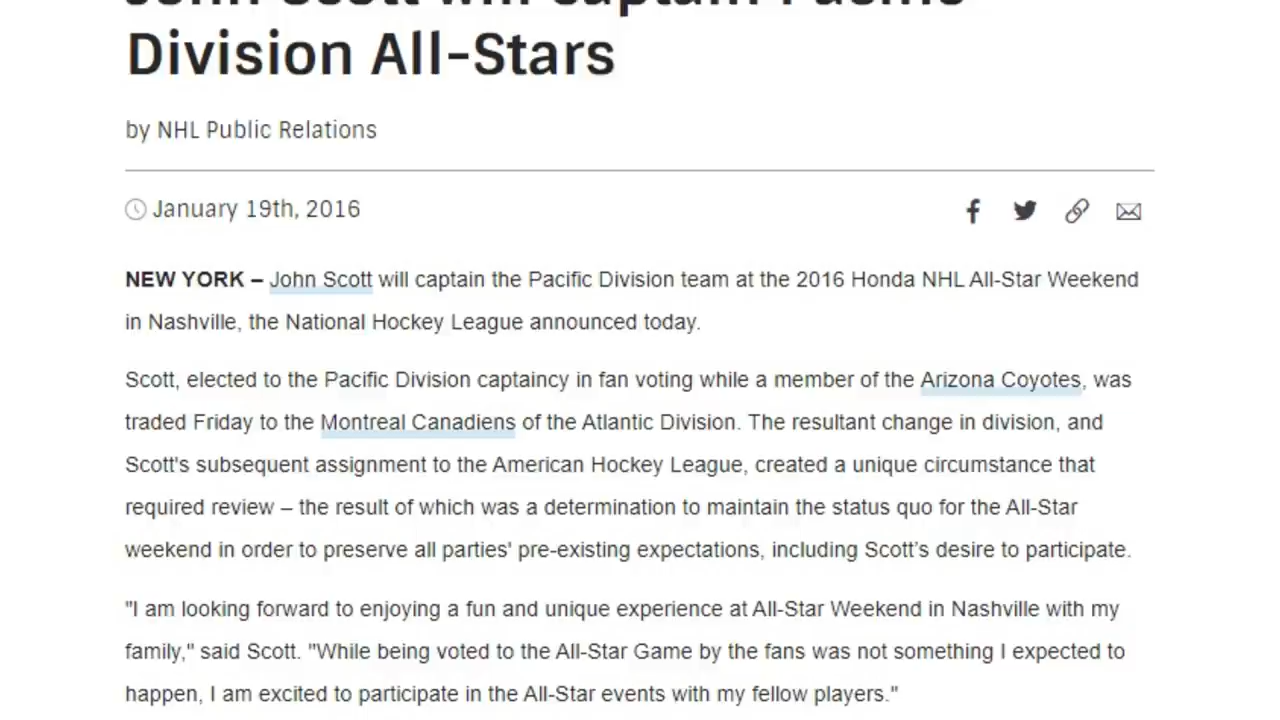 John Scott will captain Pacific
Division All-Stars
by NHL Public Relations
January 19th, 2016
NEW YORK – John Scott will captain the Pacific Division team at the 2016 Honda NHL All-Star Weekend
in Nashville, the National Hockey League announced today.
Scott, elected to the Pacific Division captaincy in fan voting while a member of the Arizona Coyotes, was
traded Friday to the Montreal Canadiens of the Atlantic Division. The resultant change in division, and
Scott's subsequent assignment to the American Hockey League, created a unique circumstance that
required review – the result of which was a determination to maintain the status quo for the All-Star
weekend in order to preserve all parties' pre-existing expectations, including Scott’s desire to participate.
"I am looking forward to enjoying a fun and unique experience at All-Star Weekend in Nashville with my
family," said Scott. "While being voted to the All-Star Game by the fans was not something I expected to
happen, I am excited to participate in the All-Star events with my fellow players."